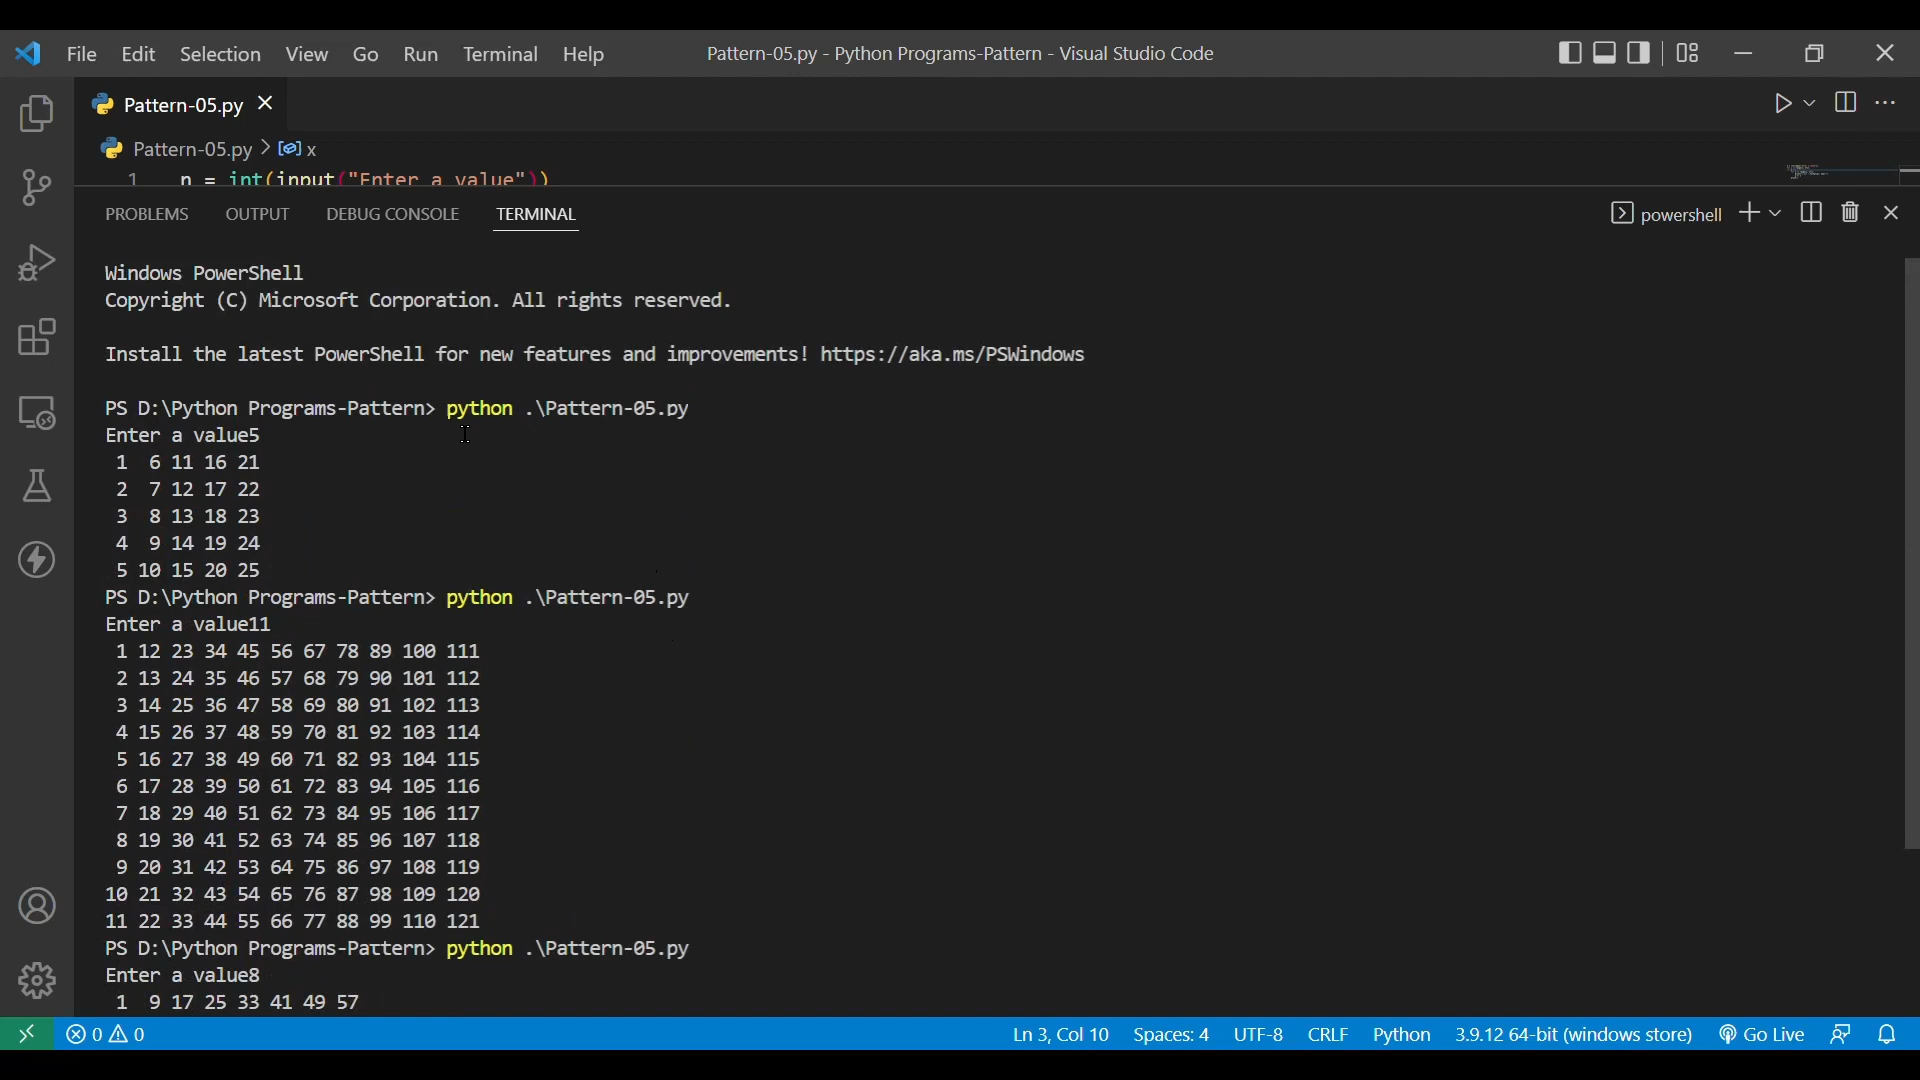 File Edit Selection View Go Run Terminal Help Pattern-05.py - Python Programs-Pattern - Visual Studio Code
Pattern-05.py
Pattern-05.py > x
1 n = int(input("Enter a value"))
PROBLEMS OUTPUT DEBUG CONSOLE TERMINAL powershell
Windows PowerShell
Copyright (C) Microsoft Corporation. All rights reserved.
Install the latest PowerShell for new features and improvements! https://aka.ms/PSWindows
PS D:\Python Programs-Pattern> python .\Pattern-05.py
Enter a value5
1 6 11 16 21
2 7 12 17 22
3 8 13 18 23
4 9 14 19 24
5 10 15 20 25
PS D:\Python Programs-Pattern> python .\Pattern-05.py
Enter a value11
1 12 23 34 45 56 67 78 89 100 111
2 13 24 35 46 57 68 79 90 101 112
3 14 25 36 47 58 69 80 91 102 113
4 15 26 37 48 59 70 81 92 103 114
5 16 27 38 49 60 71 82 93 104 115
6 17 28 39 50 61 72 83 94 105 116
7 18 29 40 51 62 73 84 95 106 117
8 19 30 41 52 63 74 85 96 107 118
9 20 31 42 53 64 75 86 97 108 119
10 21 32 43 54 65 76 87 98 109 120
11 22 33 44 55 66 77 88 99 110 121
PS D:\Python Programs-Pattern> python .\Pattern-05.py
Enter a value8
1 9 17 25 33 41 49 57
0 0 Ln 3, Col 10 Spaces: 4 UTF-8 CRLF Python 3.9.12 64-bit (windows store) Go Live